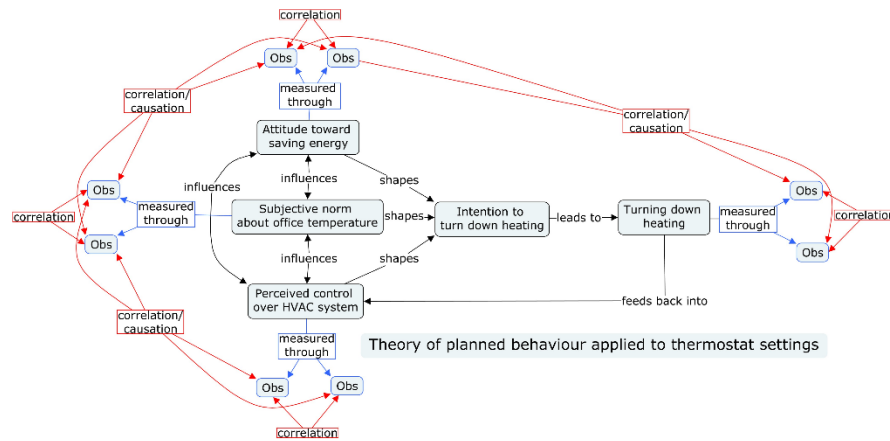 correlation
Obs
Obs
measured
through
correlation/
causation
correlation/
causation
Attitude toward
saving energy
Obs
measured
through
influences
influences
shapes
Obs
measured
through
correlation
Subjective norm
about office temperature
shapes
Intention to
turn down heating
leads to
Turning down
heating
correlation
Obs
Obs
influences
shapes
Perceived control
over HVAC system
feeds back into
correlation/
causation
measured
through
Theory of planned behaviour applied to thermostat settings
Obs
Obs
correlation